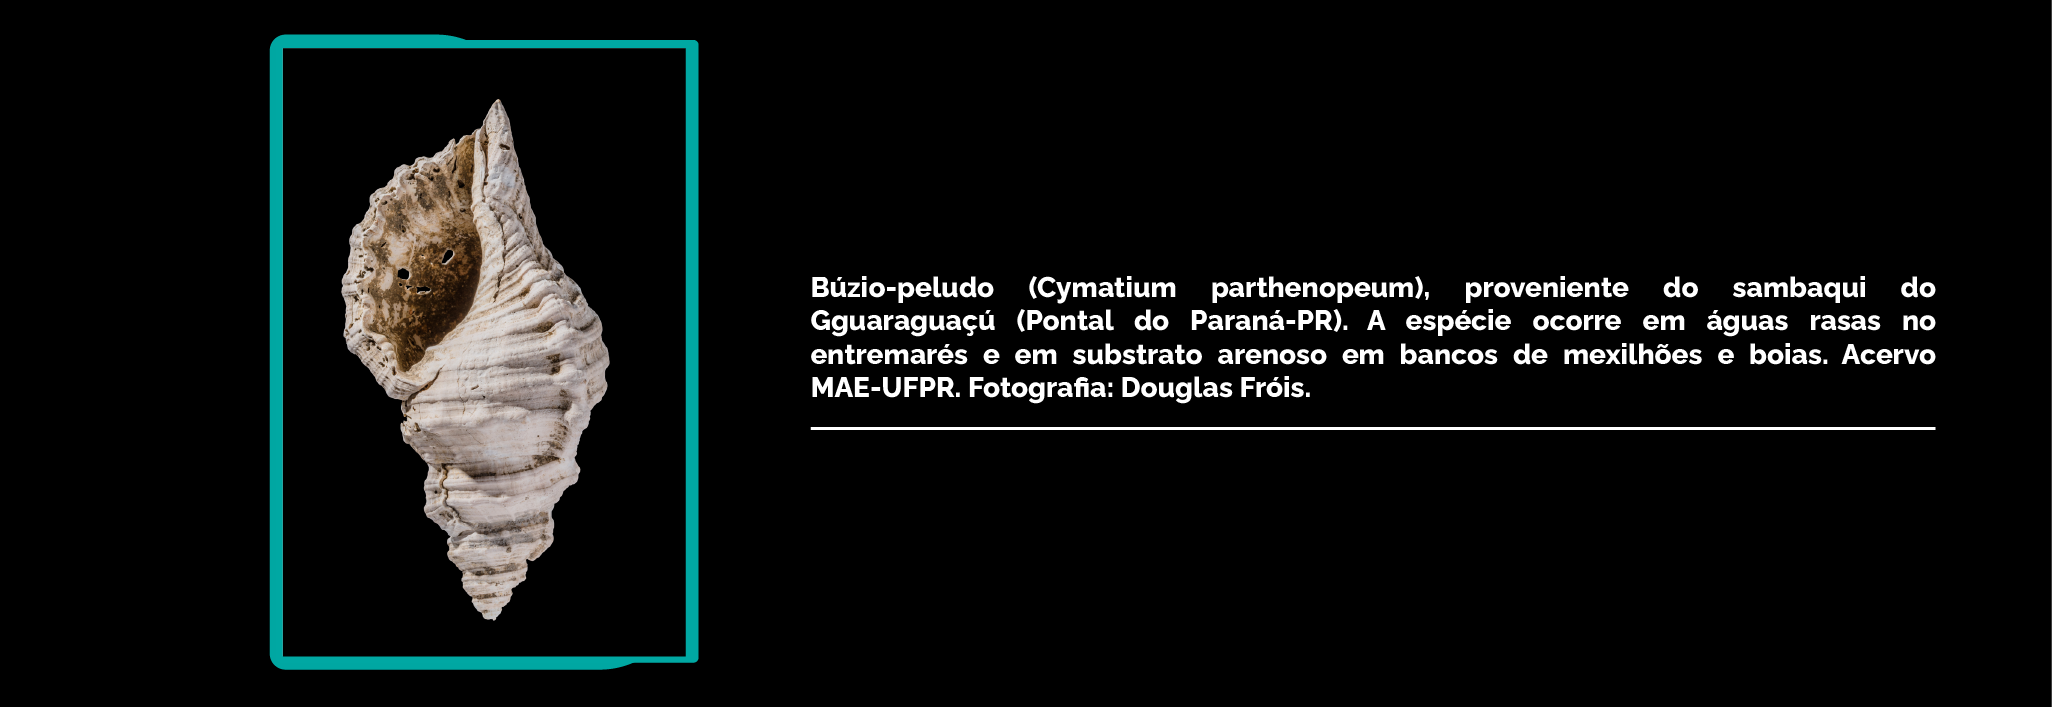 Búzio-peludo (Cymatium parthenopeum), proveniente do sambaqui do
Gguaraguaçú (Pontal do Paraná-PR). A espécie ocorre em águas rasas no
entremarés e em substrato arenoso em bancos de mexilhões e boias. Acervo
MAE-UFPR. Fotografia: Douglas Fróis.